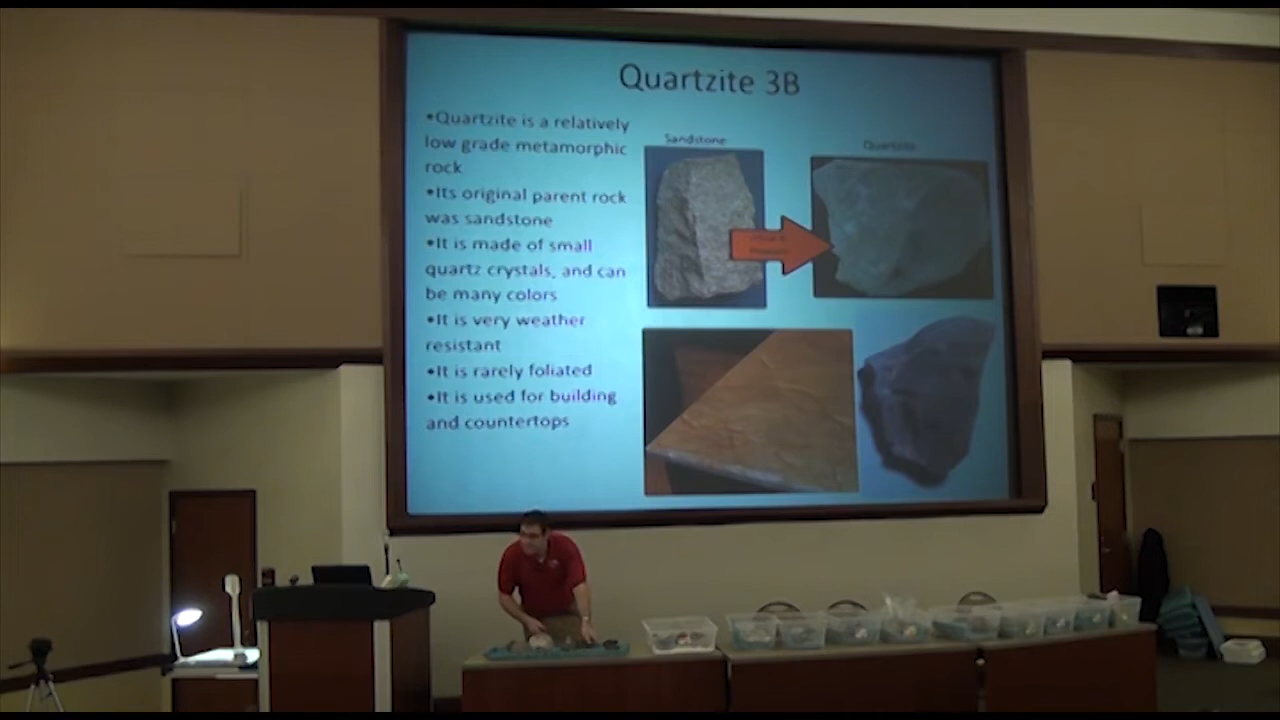 Quartzite 3B
•Quartzite is a relatively
low grade metamorphic
rock
•Its original parent rock
was sandstone
•It is made of small
quartz crystals, and can
be many colors
•It is very weather
resistant
•It is rarely foliated
•It is used for building
and countertops
Sandstone
Quartzite